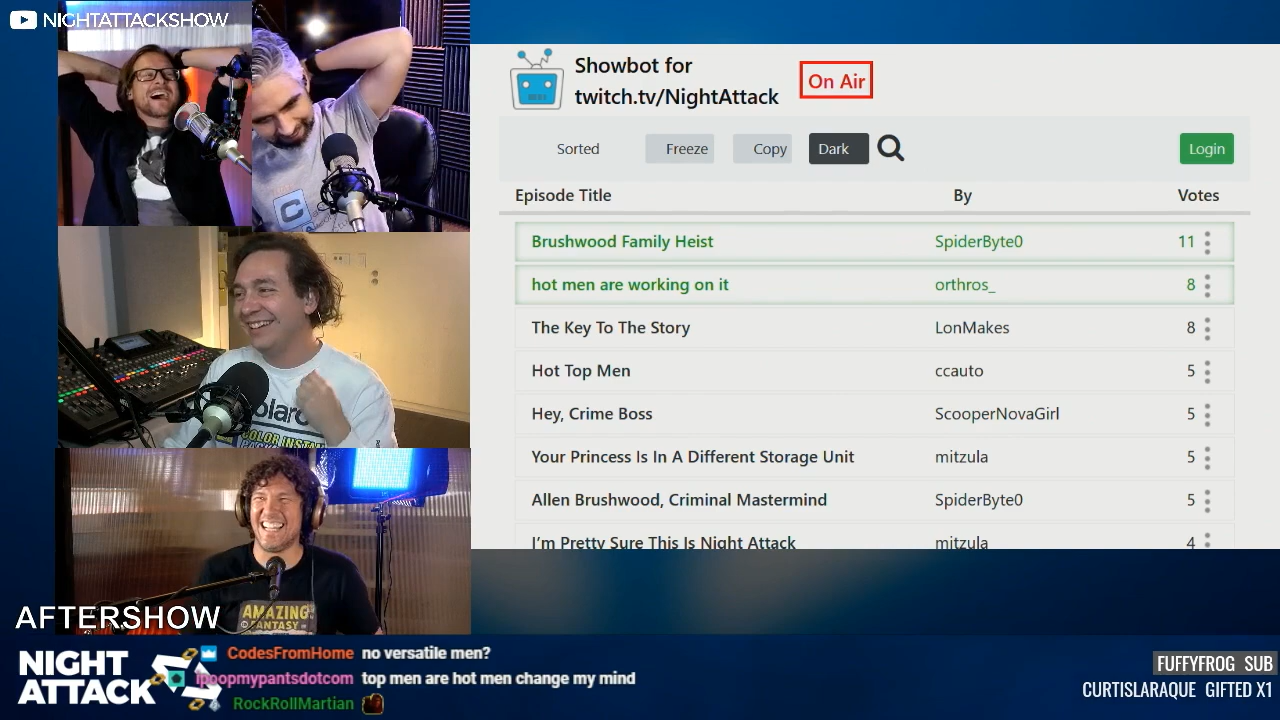 NIGHTATTACKSHOW
Showbot for
twitch.tv/NightAttack
On Air
Sorted
Freeze
Copy
Dark
Login
Episode Title By Votes
Brushwood Family Heist SpiderByte0 11
hot men are working on it orthros_ 8
The Key To The Story LonMakes 8
Hot Top Men ccauto 5
Hey, Crime Boss ScooperNovaGirl 5
Your Princess Is In A Different Storage Unit mitzula 5
Allen Brushwood, Criminal Mastermind SpiderByte0 5
I'm Pretty Sure This Is Night Attack mitzula 4
C
COLOR INSTANT
AMAZING
FANTASY
AFTERSHOW
NIGHT
ATTACK
CodesFromHome no versatile men?
ipoopmypantsdotcom top men are hot men change my mind
RockRollMartian
FUFFYFROG SUB
CURTISLARAQUE GIFTED X1